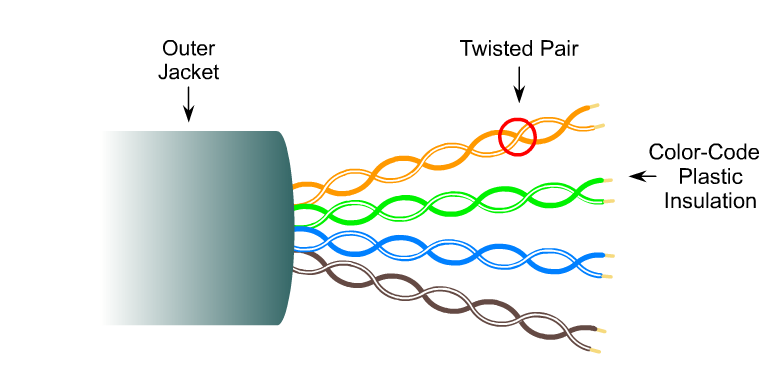 Outer
Jacket
Twisted Pair
Color-Code
Plastic
Insulation